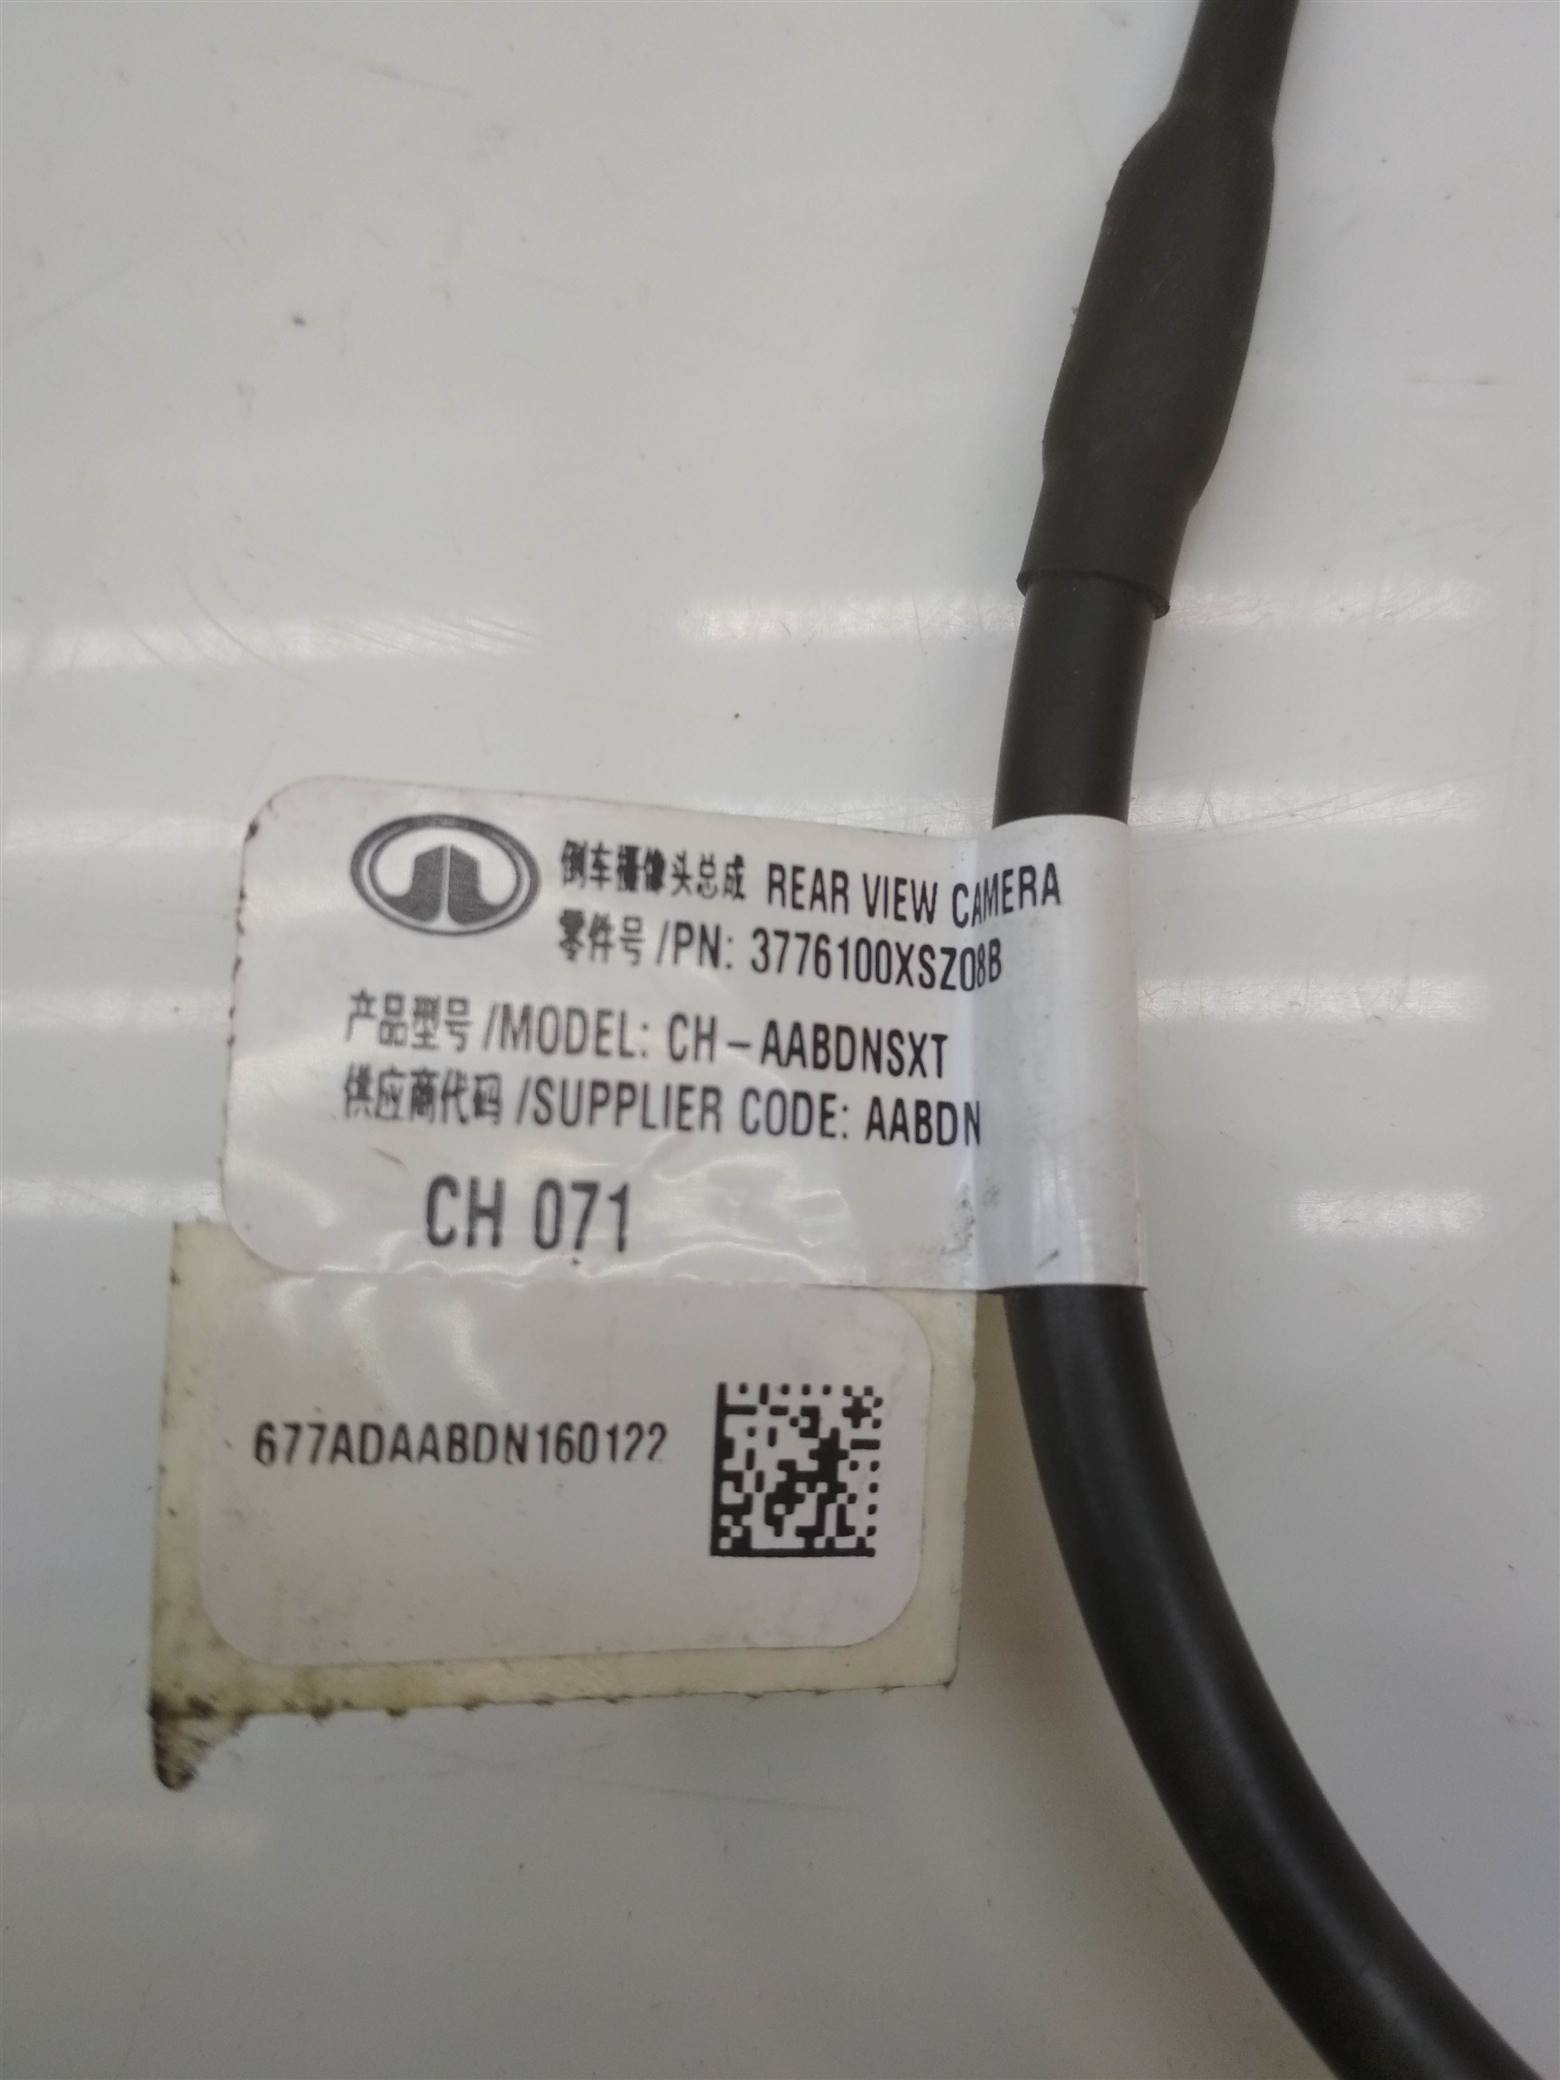 倒车摄像头总成 REAR VIEW CAMERA
零件号/PN: 3776100XSZ08B
产品型号/MODEL: CH-AABDNSXT
供应商代码/SUPPLIER CODE: AABDN
CH 071
677ADAABDN160122